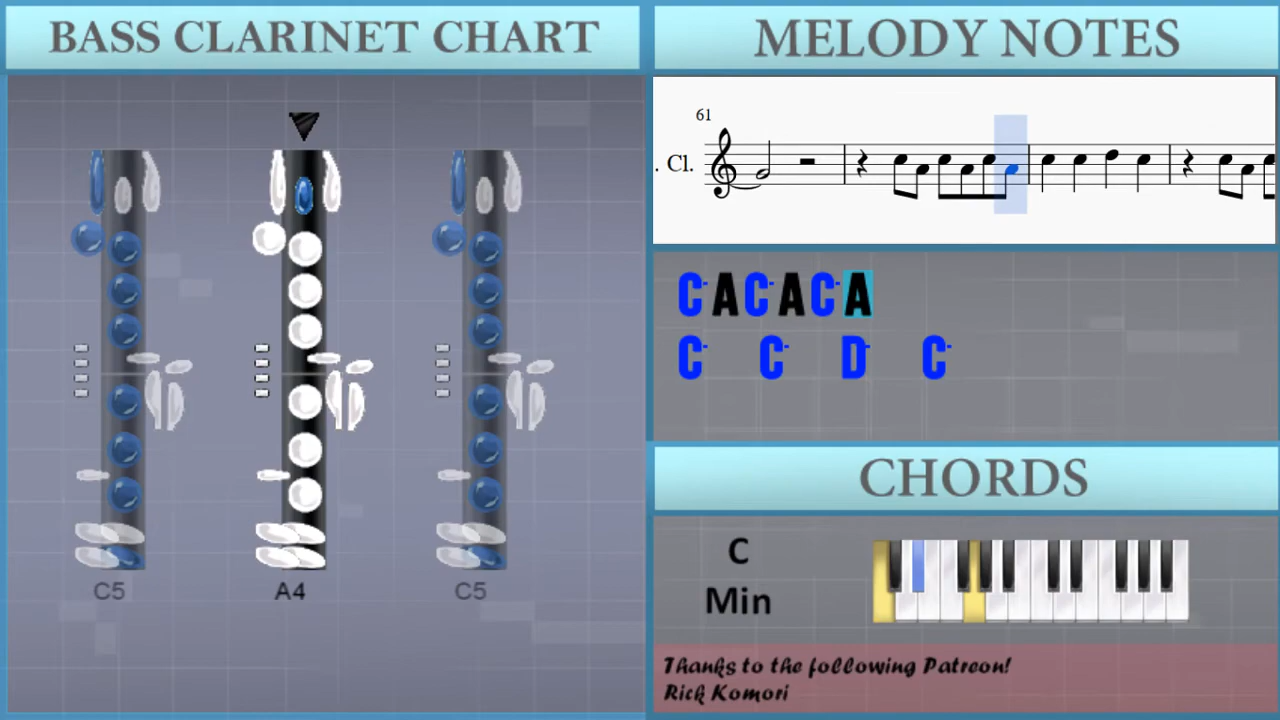 BASS CLARINET CHART
C5
A4
C5
MELODY NOTES
61
. Cl.
C A C A C A
C C D C
CHORDS
C
Min
Thanks to the following Patreon!
Rick Komori